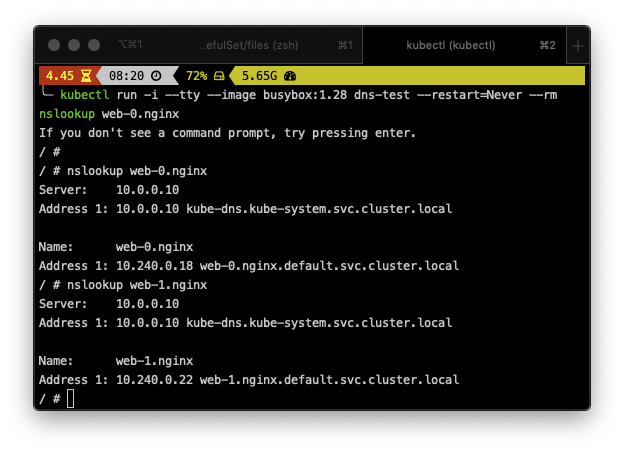 ⌥⌘1 ..efulSet/files (zsh) ⌘1 kubectl (kubectl) ⌘2 +
4.45 08:20 72% 5.65G
╰─ kubectl run -i --tty --image busybox:1.28 dns-test --restart=Never --rm
nslookup web-0.nginx
If you don't see a command prompt, try pressing enter.
/ #
/ # nslookup web-0.nginx
Server:    10.0.0.10
Address 1: 10.0.0.10 kube-dns.kube-system.svc.cluster.local

Name:      web-0.nginx
Address 1: 10.240.0.18 web-0.nginx.default.svc.cluster.local
/ # nslookup web-1.nginx
Server:    10.0.0.10
Address 1: 10.0.0.10 kube-dns.kube-system.svc.cluster.local

Name:      web-1.nginx
Address 1: 10.240.0.22 web-1.nginx.default.svc.cluster.local
/ #